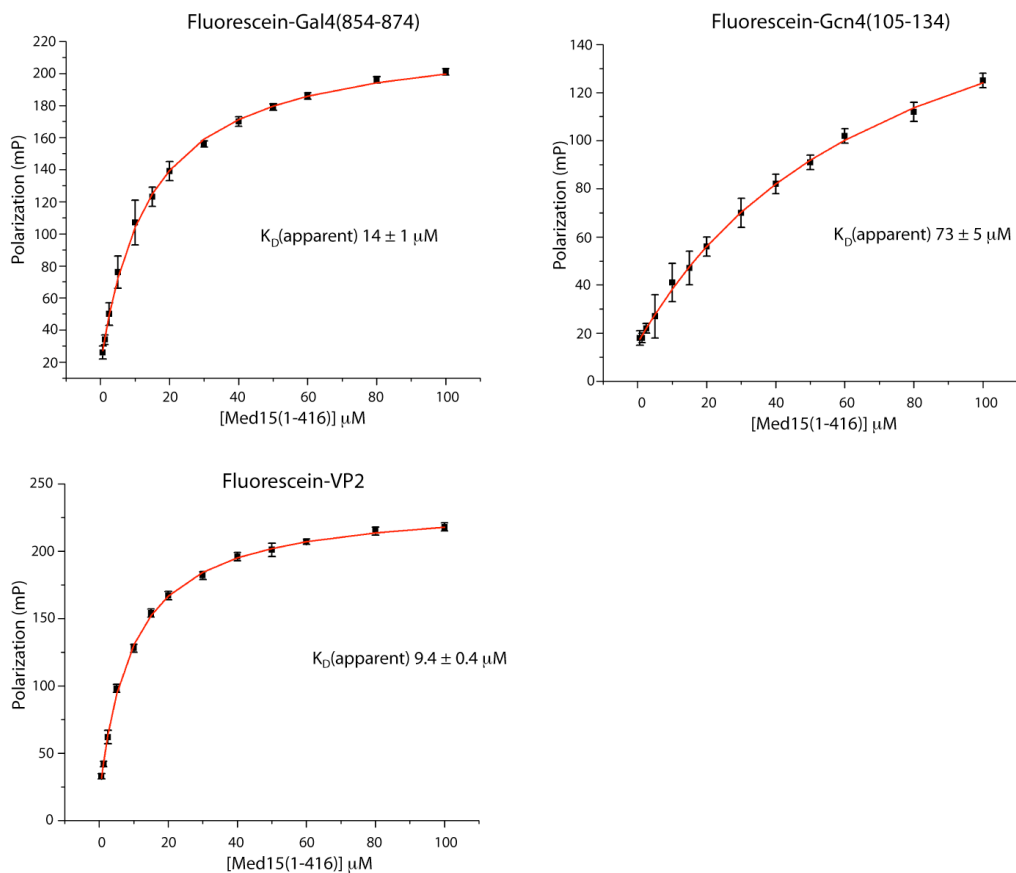 Fluorescein-Gal4(854-874)
220
200
180
160
140
120
100
80
60
40
20
Polarization (mP)
K_D(apparent) 14 ± 1 μM
0 20 40 60 80 100
[Med15(1-416)] μM
Fluorescein-Gcn4(105-134)
140
120
100
80
60
40
20
0
Polarization (mP)
K_D(apparent) 73 ± 5 μM
0 20 40 60 80 100
[Med15(1-416)] μM
Fluorescein-VP2
250
200
150
100
50
0
Polarization (mP)
K_D(apparent) 9.4 ± 0.4 μM
0 20 40 60 80 100
[Med15(1-416)] μM